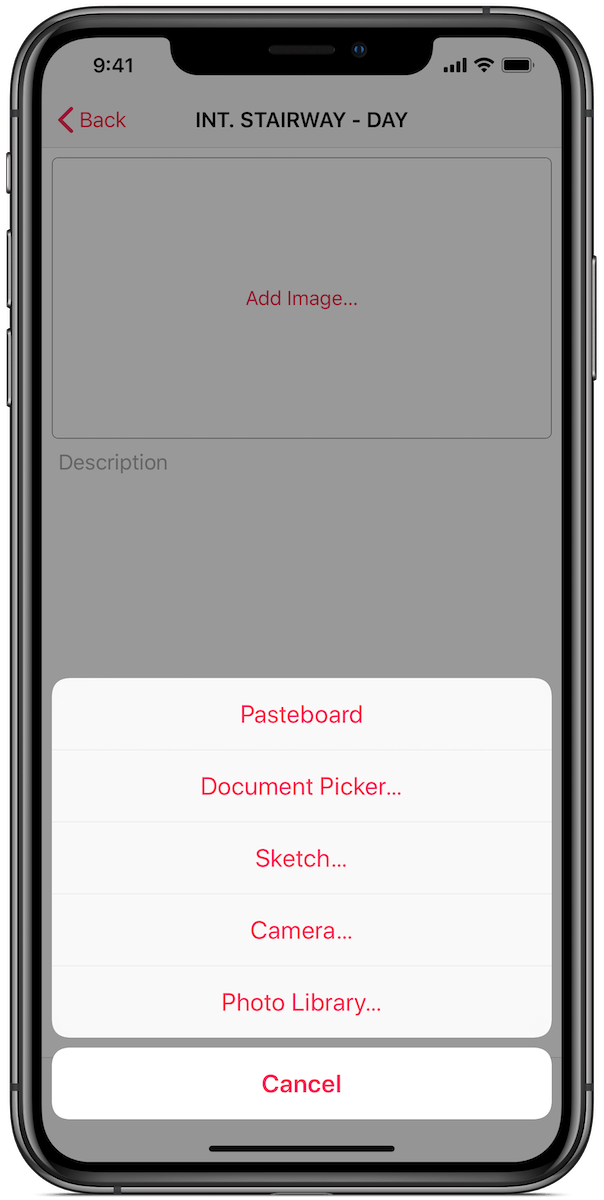 9:41
Back
INT. STAIRWAY - DAY
Add Image...
Description
Pasteboard
Document Picker...
Sketch...
Camera...
Photo Library...
Cancel